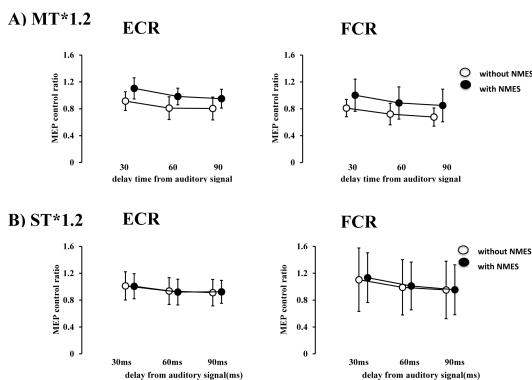 A) MT*1.2
ECR
FCR
MEP control ratio
1.6
1.2
0.8
0.4
0
30 60 90
delay time from auditory signal
MEP control ratio
1.6
1.2
0.8
0.4
0
30 60 90
delay time from auditory signal
without NMES
with NMES
B) ST*1.2
ECR
FCR
MEP control ratio
1.6
1.2
0.8
0.4
0
30ms 60ms 90ms
delay from auditory signal(ms)
MEP control ratio
1.6
1.2
0.8
0.4
0
30ms 60ms 90ms
delay from auditory signal(ms)
without NMES
with NMES